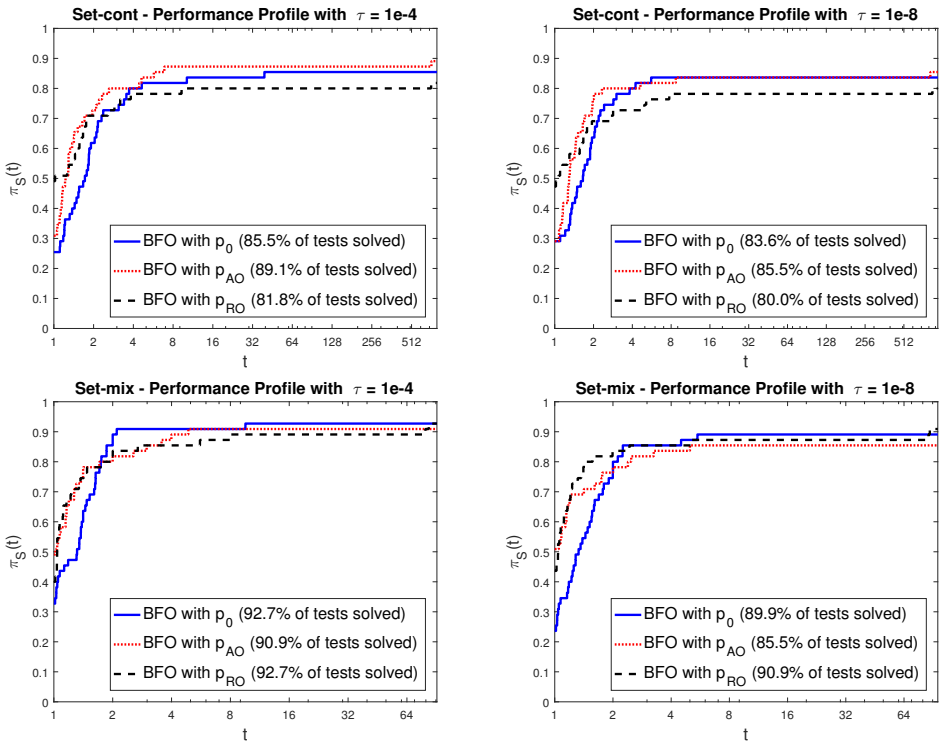 Set-cont - Performance Profile with τ = 1e-4
1
0.9
0.8
0.7
0.6
0.5
0.4
0.3
0.2
0.1
0
π_S(t)
BFO with p_0 (85.5% of tests solved)
BFO with p_AO (89.1% of tests solved)
BFO with p_RO (81.8% of tests solved)
1 2 4 8 16 32 64 128 256 512
t
Set-cont - Performance Profile with τ = 1e-8
1
0.9
0.8
0.7
0.6
0.5
0.4
0.3
0.2
0.1
0
π_S(t)
BFO with p_0 (83.6% of tests solved)
BFO with p_AO (85.5% of tests solved)
BFO with p_RO (80.0% of tests solved)
1 2 4 8 16 32 64 128 256 512
t
Set-mix - Performance Profile with τ = 1e-4
1
0.9
0.8
0.7
0.6
0.5
0.4
0.3
0.2
0.1
0
π_S(t)
BFO with p_0 (92.7% of tests solved)
BFO with p_AO (90.9% of tests solved)
BFO with p_RO (92.7% of tests solved)
1 2 4 8 16 32 64
t
Set-mix - Performance Profile with τ = 1e-8
1
0.9
0.8
0.7
0.6
0.5
0.4
0.3
0.2
0.1
0
π_S(t)
BFO with p_0 (89.9% of tests solved)
BFO with p_AO (85.5% of tests solved)
BFO with p_RO (90.9% of tests solved)
1 2 4 8 16 32 64
t